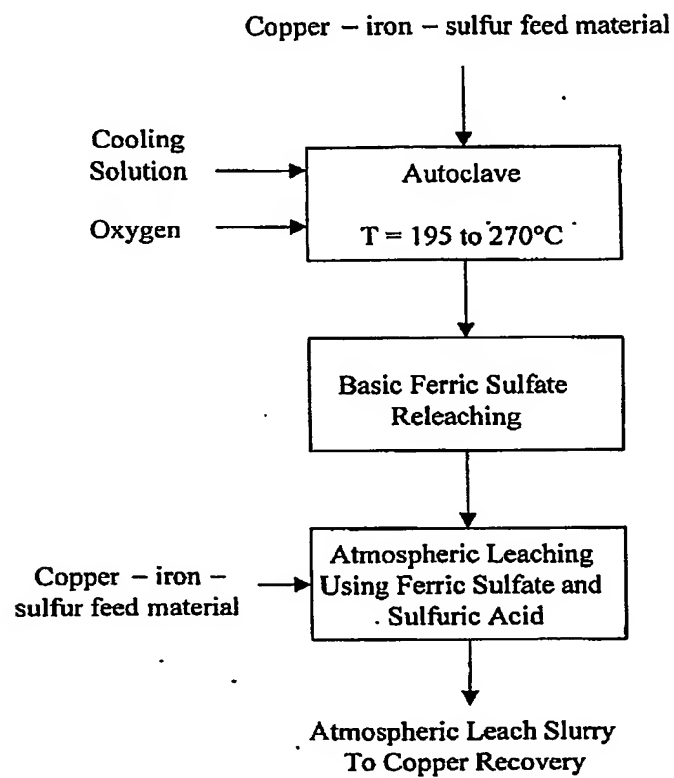 Copper – iron – sulfur feed material
Cooling
Solution
Oxygen
Autoclave
T = 195 to 270°C
Basic Ferric Sulfate
Releaching
Copper – iron –
sulfur feed material
Atmospheric Leaching
Using Ferric Sulfate and
Sulfuric Acid
Atmospheric Leach Slurry
To Copper Recovery